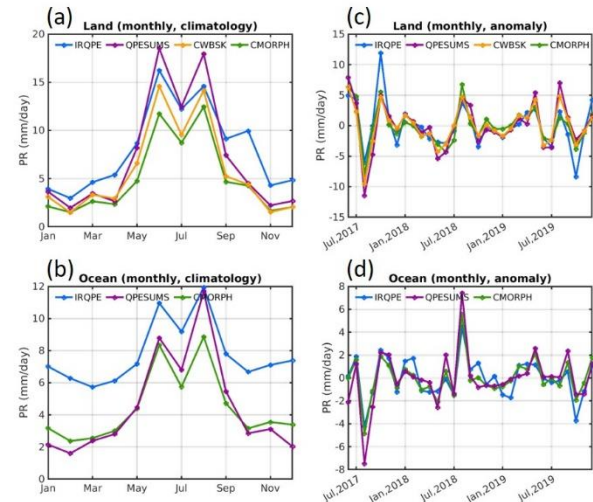 (a)
Land (monthly, climatology)
IRQPE QPESUMS CWBSK CMORPH
PR (mm/day)
20
15
10
5
0
Jan Mar May Jul Sep Nov
(c)
Land (monthly, anomaly)
IRQPE QPESUMS CWBSK CMORPH
PR (mm/day)
15
10
5
0
-5
-10
-15
Jul,2017 Jan,2018 Jul,2018 Jan,2019 Jul,2019
(b)
Ocean (monthly, climatology)
IRQPE QPESUMS CMORPH
PR (mm/day)
12
10
8
6
4
2
0
Jan Mar May Jul Sep Nov
(d)
Ocean (monthly, anomaly)
IRQPE QPESUMS CMORPH
PR (mm/day)
8
6
4
2
0
-2
-4
-6
-8
Jul,2017 Jan,2018 Jul,2018 Jan,2019 Jul,2019